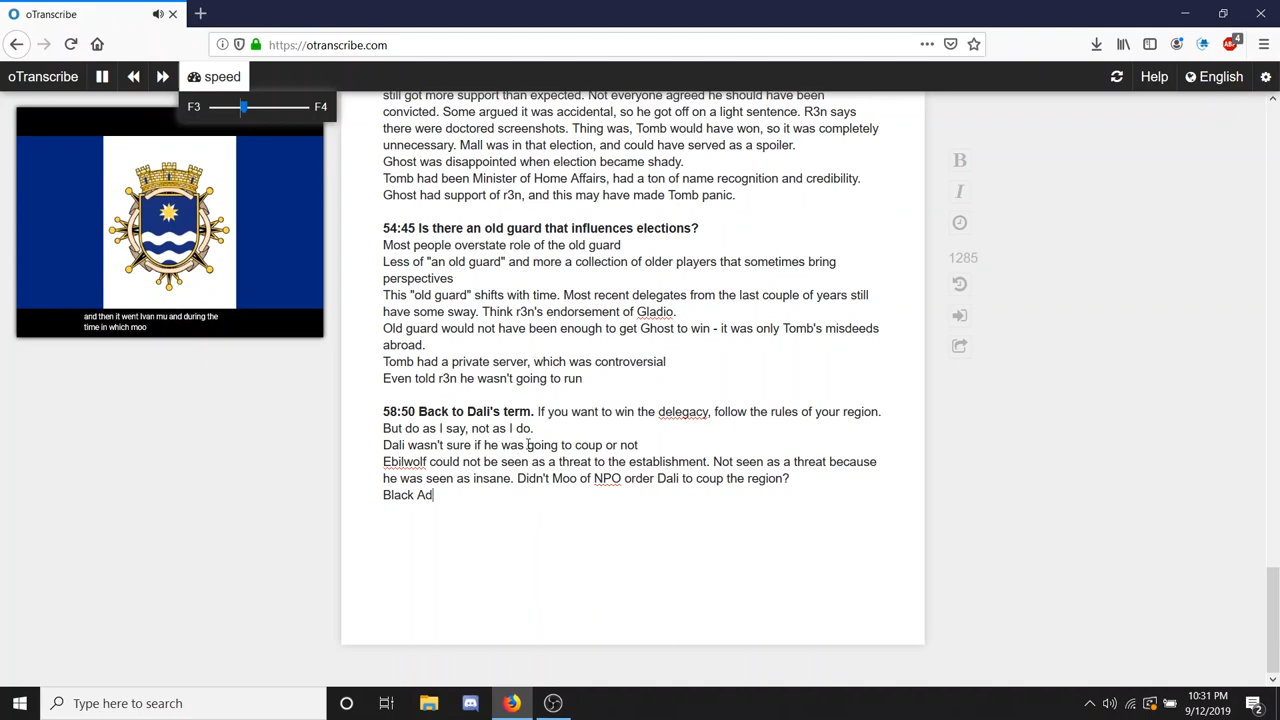 oTranscribe
https://otranscribe.com
4
oTranscribe
speed
Help
English
F3
F4
and then it went Ivan mu and during the
time in which moo
still got more support than expected. Not everyone agreed he should have been
convicted. Some argued it was accidental, so he got off on a light sentence. R3n says
there were doctored screenshots. Thing was, Tomb would have won, so it was completely
unnecessary. Mall was in that election, and could have served as a spoiler.
Ghost was disappointed when election became shady.
Tomb had been Minister of Home Affairs, had a ton of name recognition and credibility.
Ghost had support of r3n, and this may have made Tomb panic.
54:45 Is there an old guard that influences elections?
Most people overstate role of the old guard
Less of "an old guard" and more a collection of older players that sometimes bring
perspectives
This "old guard" shifts with time. Most recent delegates from the last couple of years still
have some sway. Think r3n's endorsement of Gladio.
Old guard would not have been enough to get Ghost to win - it was only Tomb's misdeeds
abroad.
Tomb had a private server, which was controversial
Even told r3n he wasn't going to run
58:50 Back to Dali's term. If you want to win the delegacy, follow the rules of your region.
But do as I say, not as I do.
Dali wasn't sure if he was going to coup or not
Ebilwolf could not be seen as a threat to the establishment. Not seen as a threat because
he was seen as insane. Didn't Moo of NPO order Dali to coup the region?
Black Ad
B
I
1285
Type here to search
10:31 PM
9/12/2019
2